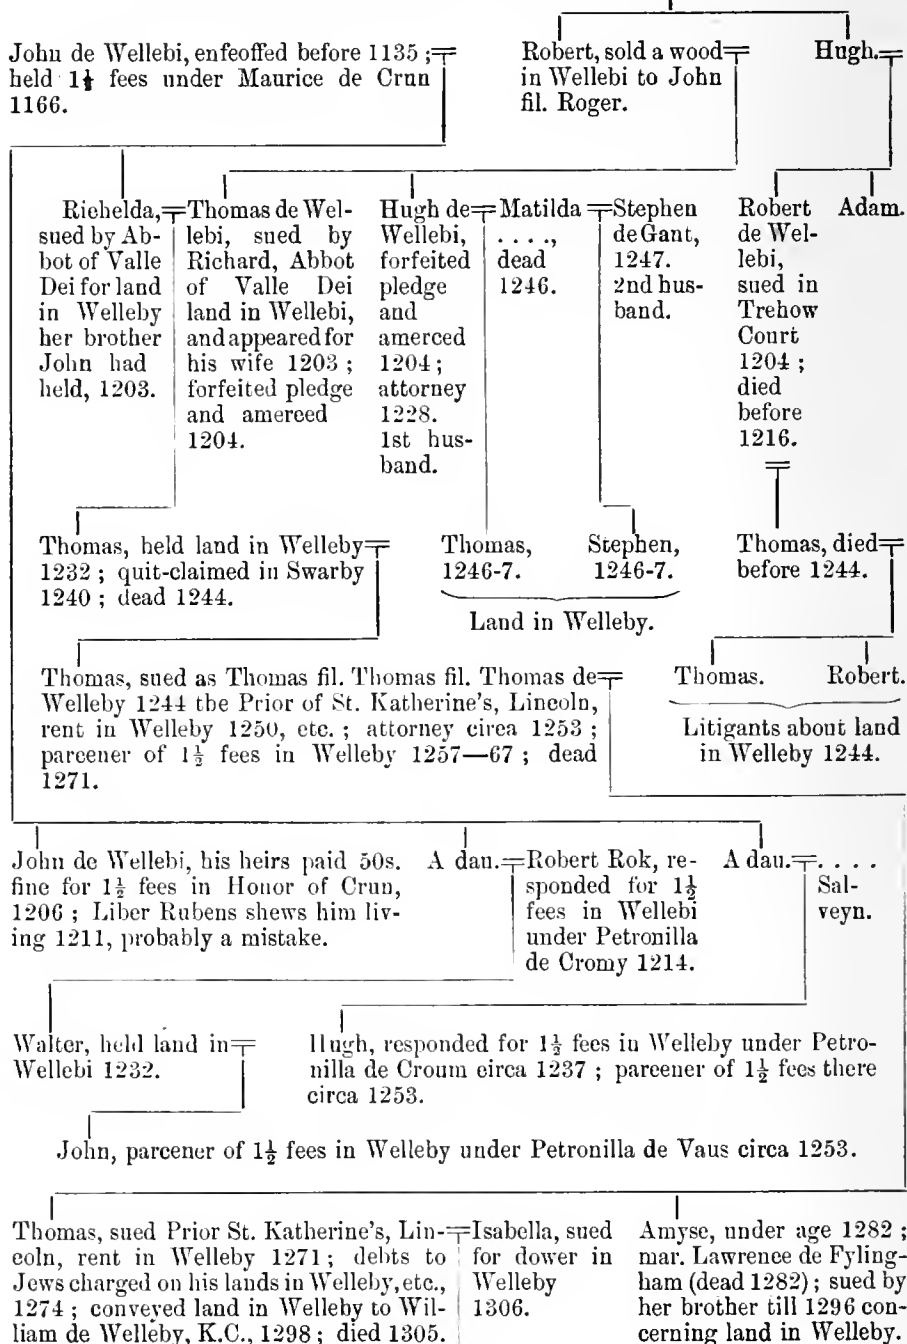 John de Wellebi, enfeoffed before 1135 ;
held 1½ fees under Maurice de Crun
1166.
Robert, sold a wood
in Wellebi to John
fil. Roger.
Hugh.
Richelda,
sued by Ab-
bot of Valle
Dei for land
in Welleby
her brother
John had
held, 1203.
Thomas de Wel-
lebi, sued by
Richard, Abbot
of Valle Dei
land in Wellebi,
and appeared for
his wife 1203 ;
forfeited pledge
and amerced
1204.
Hugh de
Wellebi,
forfeited
pledge
and
amerced
1204 ;
attorney
1228.
1st hus-
band.
Matilda
. . . .,
dead
1246.
Stephen
de Gant,
1247.
2nd hus-
band.
Robert
de Wel-
lebi,
sued in
Trehow
Court
1204 ;
died
before
1216.
Adam.
Thomas, held land in Welleby
1232 ; quit-claimed in Swarby
1240 ; dead 1244.
Thomas,
1246-7.
Stephen,
1246-7.
Land in Welleby.
Thomas, died
before 1244.
Thomas, sued as Thomas fil. Thomas fil. Thomas de
Welleby 1244 the Prior of St. Katherine's, Lincoln,
rent in Welleby 1250, etc. ; attorney circa 1253 ;
parcener of 1½ fees in Welleby 1257—67 ; dead
1271.
Thomas.
Robert.
Litigants about land
in Welleby 1244.
John de Wellebi, his heirs paid 50s.
fine for 1½ fees in Honor of Crun,
1206 ; Liber Rubens shews him liv-
ing 1211, probably a mistake.
A dau.
Robert Rok, re-
sponded for 1½
fees in Wellebi
under Petronilla
de Cromy 1214.
A dau.
. . . .
Sal-
veyn.
Walter, held land in
Wellebi 1232.
Hugh, responded for 1½ fees in Welleby under Petro-
nilla de Croum circa 1237 ; parcener of 1½ fees there
circa 1253.
John, parcener of 1½ fees in Welleby under Petronilla de Vaus circa 1253.
Thomas, sued Prior St. Katherine's, Lin-
coln, rent in Welleby 1271 ; debts to
Jews charged on his lands in Welleby, etc.,
1274 ; conveyed land in Welleby to Wil-
liam de Welleby, K.C., 1298 ; died 1305.
Isabella, sued
for dower in
Welleby
1306.
Amyse, under age 1282 ;
mar. Lawrence de Fyling-
ham (dead 1282) ; sued by
her brother till 1296 con-
cerning land in Welleby.